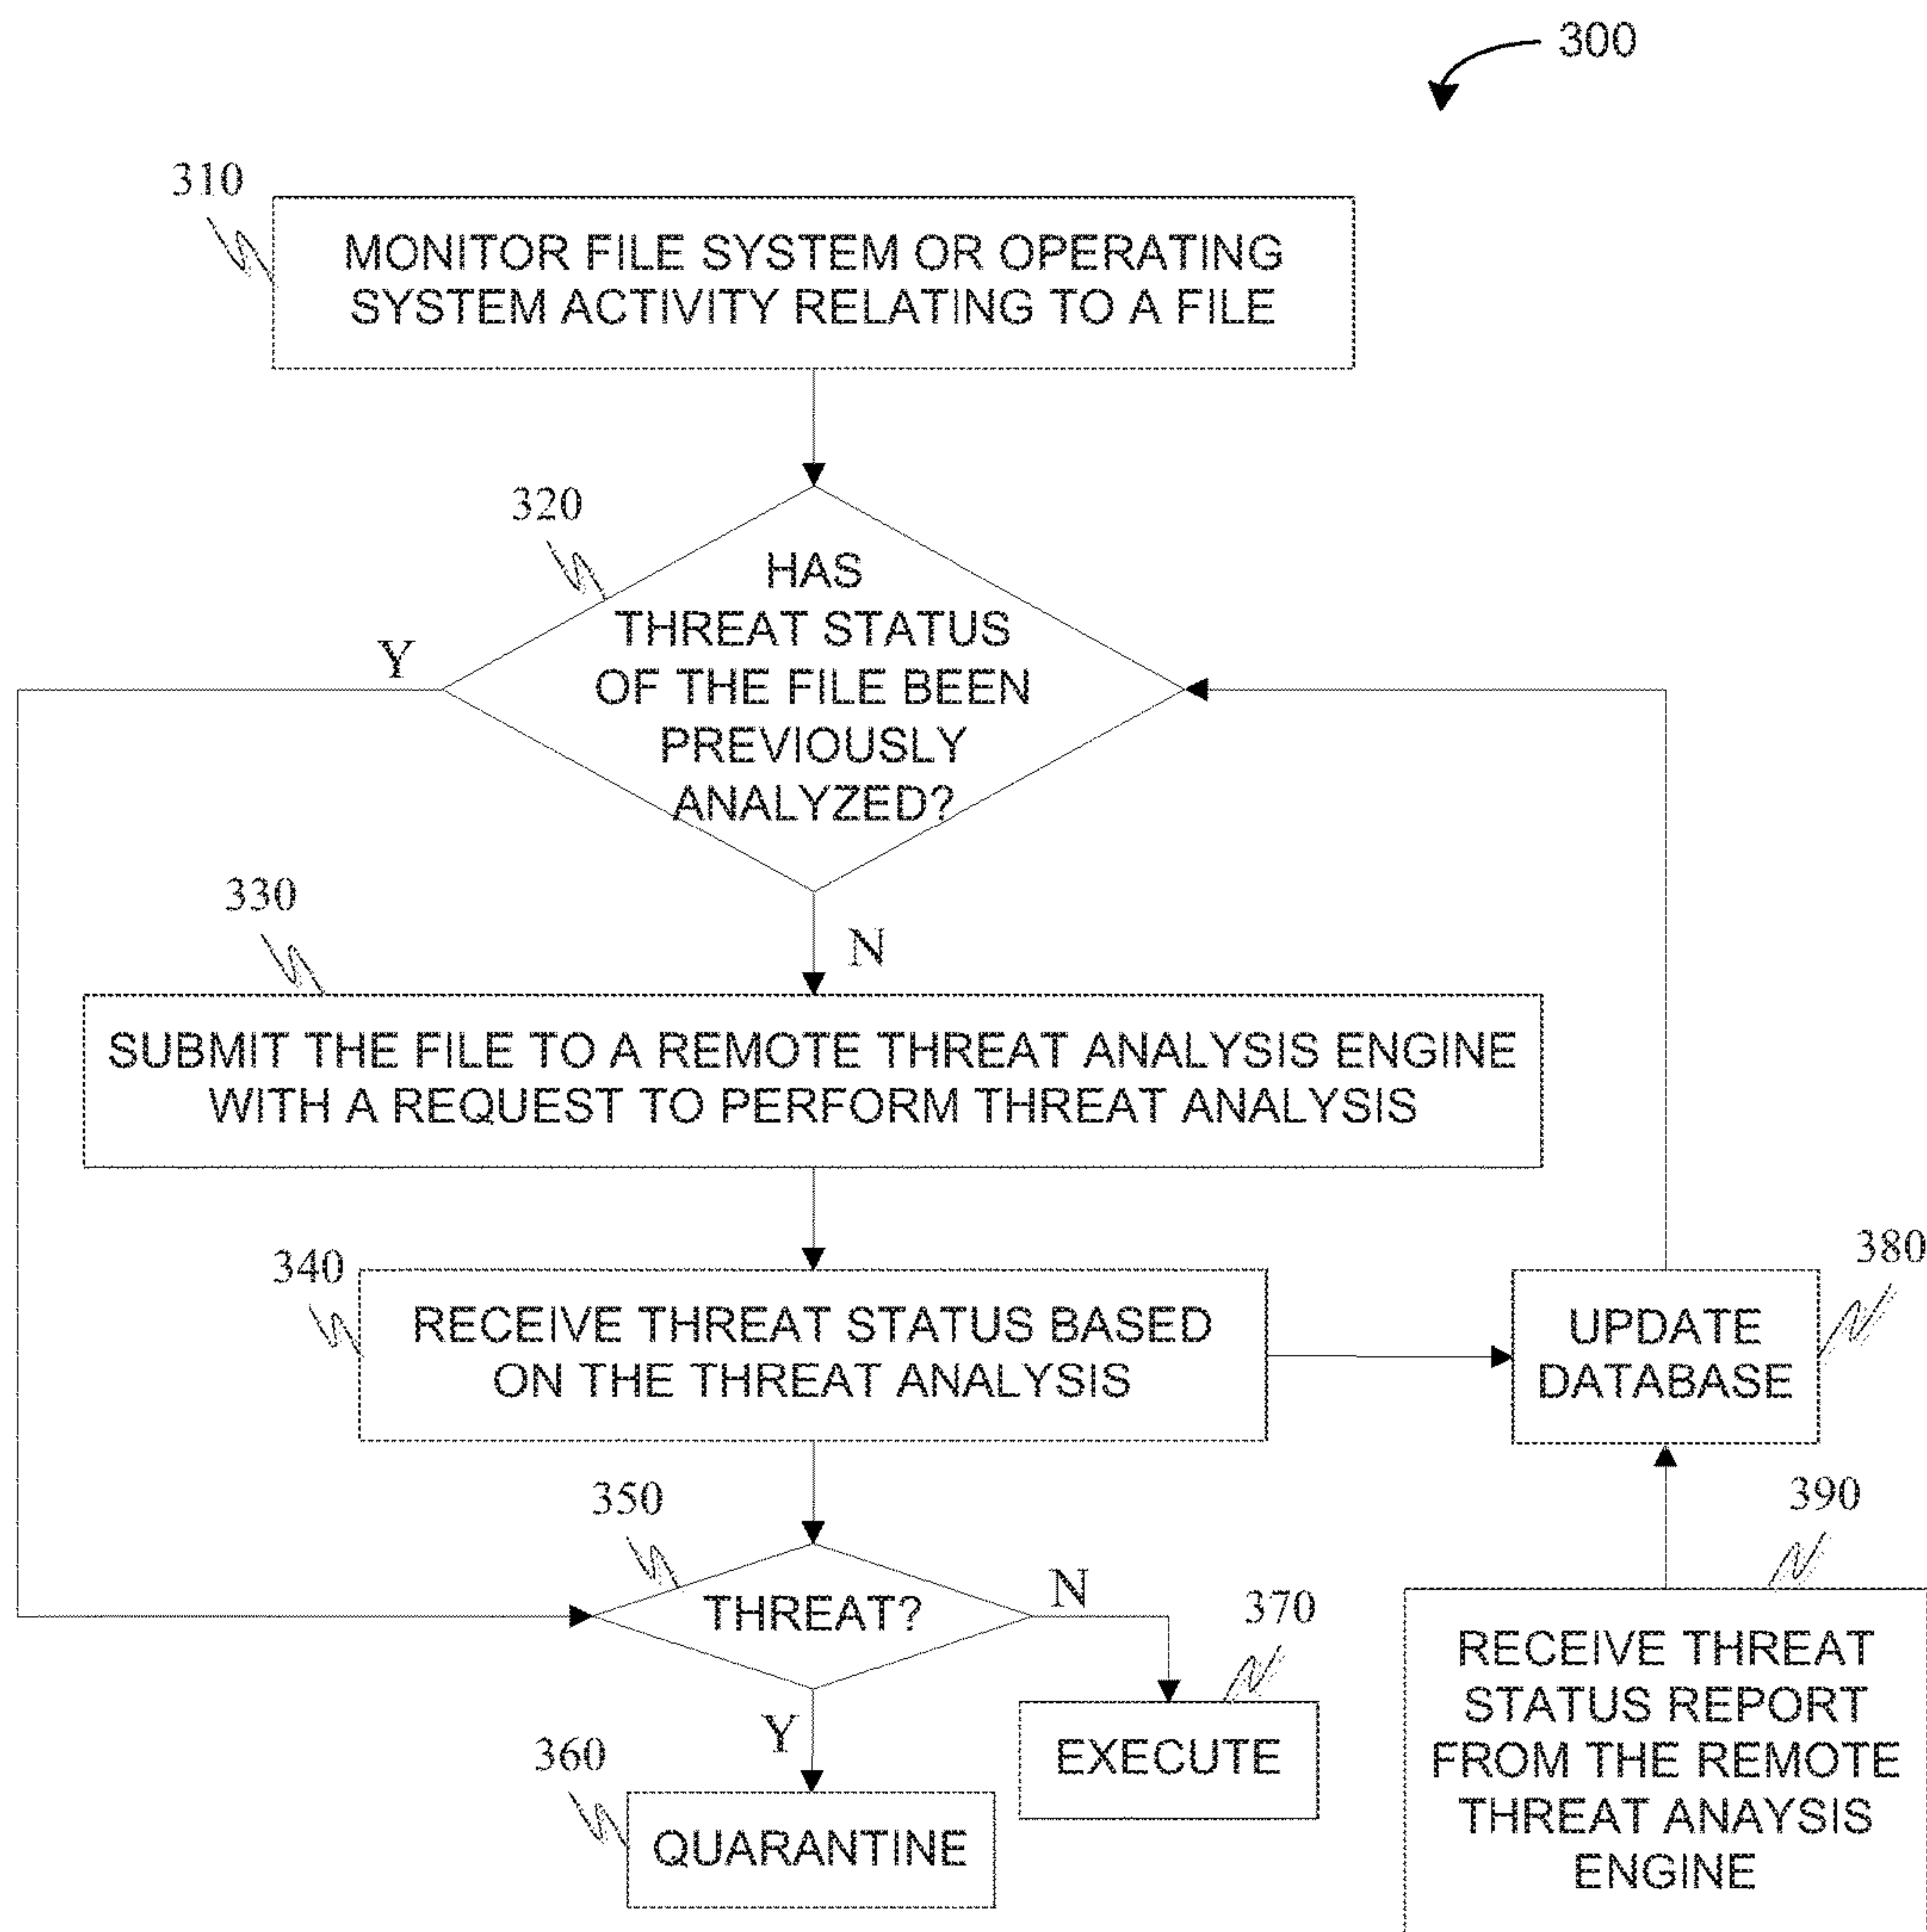 300
310
MONITOR FILE SYSTEM OR OPERATING
SYSTEM ACTIVITY RELATING TO A FILE
320
HAS
THREAT STATUS
OF THE FILE BEEN
PREVIOUSLY
ANALYZED?
Y
N
330
SUBMIT THE FILE TO A REMOTE THREAT ANALYSIS ENGINE
WITH A REQUEST TO PERFORM THREAT ANALYSIS
340
RECEIVE THREAT STATUS BASED
ON THE THREAT ANALYSIS
380
UPDATE
DATABASE
350
THREAT?
N
Y
370
EXECUTE
360
QUARANTINE
390
RECEIVE THREAT
STATUS REPORT
FROM THE REMOTE
THREAT ANAYSIS
ENGINE